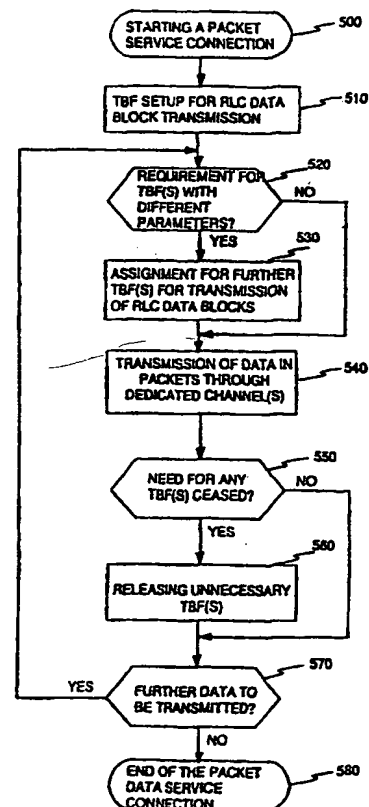 STARTING A PACKET
SERVICE CONNECTION
500
TBF SETUP FOR RLC DATA
BLOCK TRANSMISSION
510
520
REQUIREMENT FOR
TBF(S) WITH
DIFFERENT
PARAMETERS?
NO
YES
530
ASSIGNMENT FOR FURTHER
TBF(S) FOR TRANSMISSION
OF RLC DATA BLOCKS
TRANSMISSION OF DATA IN
PACKETS THROUGH
DEDICATED CHANNEL(S)
540
550
NEED FOR ANY
TBF(S) CEASED?
NO
YES
560
RELEASING UNNECESSARY
TBF(S)
570
YES
FURTHER DATA TO
BE TRANSMITTED?
NO
580
END OF THE PACKET
DATA SERVICE
CONNECTION